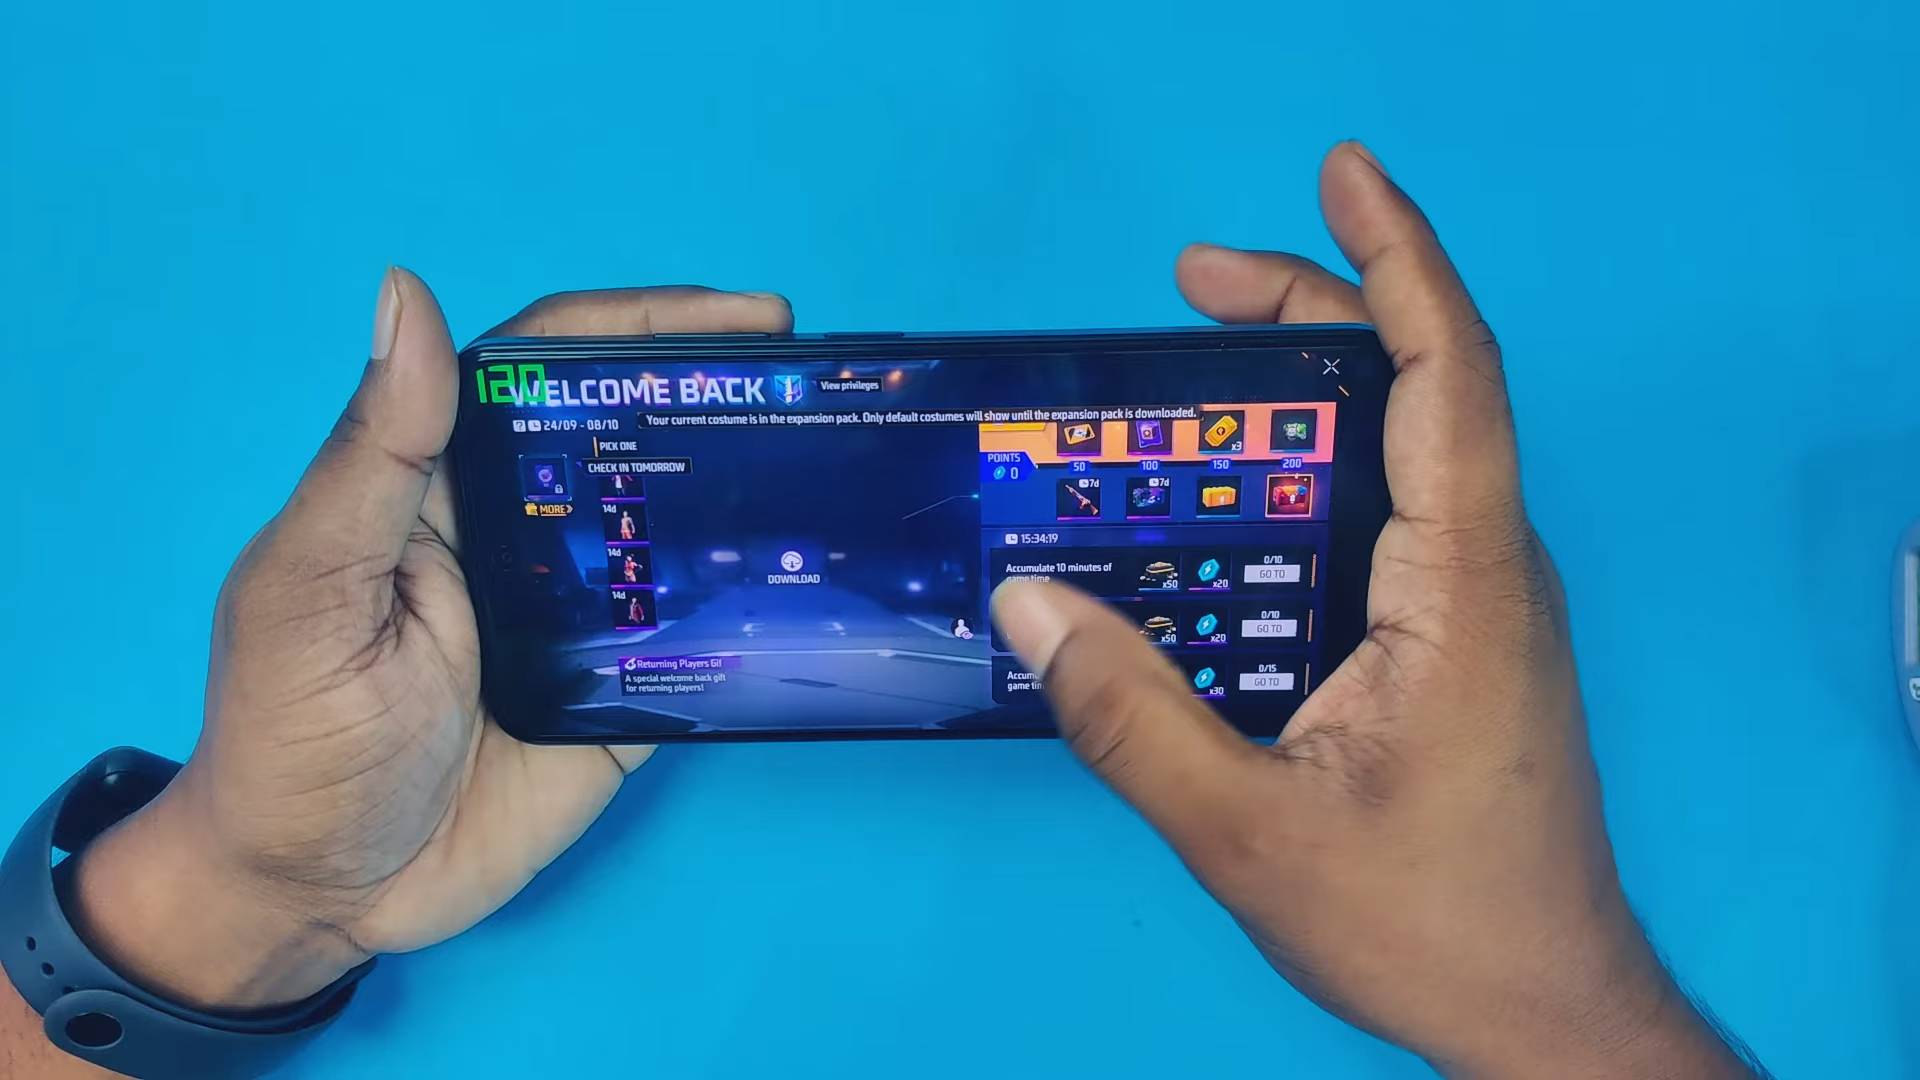 120
WELCOME BACK
View privileges
24/09 - 08/10
Your current costume is in the expansion pack. Only default costumes will show until the expansion pack is downloaded.
PICK ONE
CHECK IN TOMORROW
MORE
14d
14d
14d
DOWNLOAD
Returning Players Gif
A special welcome back gift
for returning players!
x3
POINTS
0
50
100
150
200
7d
7d
15:34:19
Accumulate 10 minutes of
game time
x50
x20
0/10
GO TO
x50
x20
0/10
GO TO
Accum
game tim
x30
0/15
GO TO